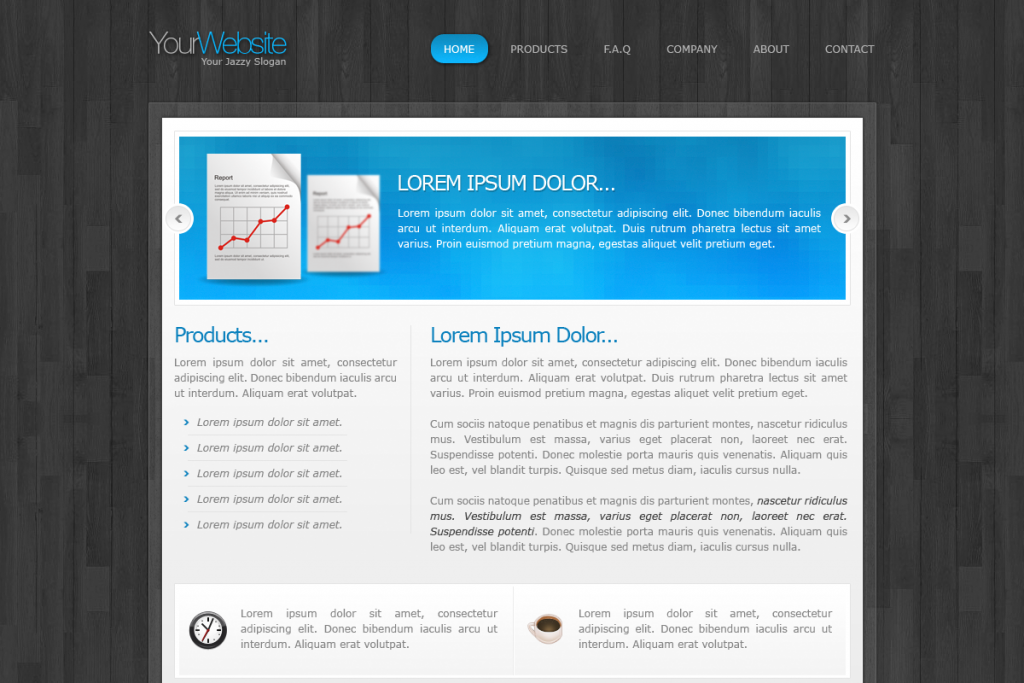 YourWebsite
Your Jazzy Slogan
HOME PRODUCTS F.A.Q COMPANY ABOUT CONTACT
Report
Report
LOREM IPSUM DOLOR...
Lorem ipsum dolor sit amet, consectetur adipiscing elit. Donec bibendum iaculis
arcu ut interdum. Aliquam erat volutpat. Duis rutrum pharetra lectus sit amet
varius. Proin euismod pretium magna, egestas aliquet velit pretium eget.
Products...
Lorem ipsum dolor sit amet, consectetur
adipiscing elit. Donec bibendum iaculis arcu
ut interdum. Aliquam erat volutpat.
Lorem ipsum dolor sit amet.
Lorem ipsum dolor sit amet.
Lorem ipsum dolor sit amet.
Lorem ipsum dolor sit amet.
Lorem ipsum dolor sit amet.
Lorem Ipsum Dolor...
Lorem ipsum dolor sit amet, consectetur adipiscing elit. Donec bibendum iaculis
arcu ut interdum. Aliquam erat volutpat. Duis rutrum pharetra lectus sit amet
varius. Proin euismod pretium magna, egestas aliquet velit pretium eget.
Cum sociis natoque penatibus et magnis dis parturient montes, nascetur ridiculus
mus. Vestibulum est massa, varius eget placerat non, laoreet nec erat.
Suspendisse potenti. Donec molestie porta mauris quis venenatis. Aliquam quis
leo est, vel blandit turpis. Quisque sed metus diam, iaculis cursus nulla.
Cum sociis natoque penatibus et magnis dis parturient montes, nascetur ridiculus
mus. Vestibulum est massa, varius eget placerat non, laoreet nec erat.
Suspendisse potenti. Donec molestie porta mauris quis venenatis. Aliquam quis
leo est, vel blandit turpis. Quisque sed metus diam, iaculis cursus nulla.
Lorem ipsum dolor sit amet, consectetur
adipiscing elit. Donec bibendum iaculis arcu ut
interdum. Aliquam erat volutpat.
Lorem ipsum dolor sit amet, consectetur
adipiscing elit. Donec bibendum iaculis arcu ut
interdum. Aliquam erat volutpat.